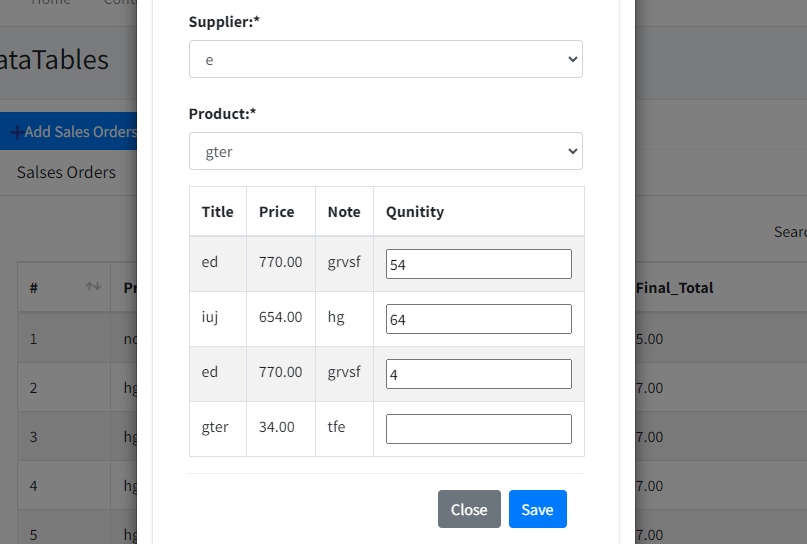 Home Cont
Supplier:*
e
ataTables
Product:*
+Add Sales Orders
gter
Salses Orders
Title Price Note Qunitity
Sear
ed 770.00 grvsf 54
# Pr Final_Total
iuj 654.00 hg 64
1 no 5.00
ed 770.00 grvsf 4
2 hg 7.00
gter 34.00 tfe
3 hg 7.00
4 hg 7.00
Close Save
5 hg 7.00